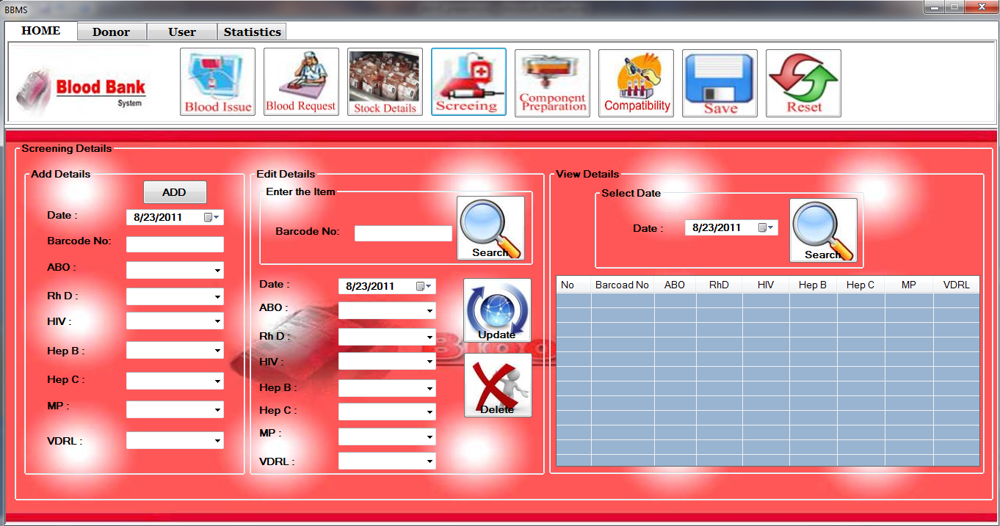 BBMS
HOME Donor User Statistics
Blood Bank
System
Blood Issue
Blood Request
Stock Details
Screeing
Component
Preparation
Compatibility
Save
Reset
Screening Details
Add Details
ADD
Date : 8/23/2011
Barcode No:
ABO :
Rh D :
HIV :
Hep B :
Hep C :
MP :
VDRL :
Edit Details
Enter the Item
Barcode No:
Search
Date : 8/23/2011
ABO :
Rh D :
HIV :
Hep B :
Hep C :
MP :
VDRL :
Update
Delete
View Details
Select Date
Date : 8/23/2011
Search
No Barcoad No ABO RhD HIV Hep B Hep C MP VDRL